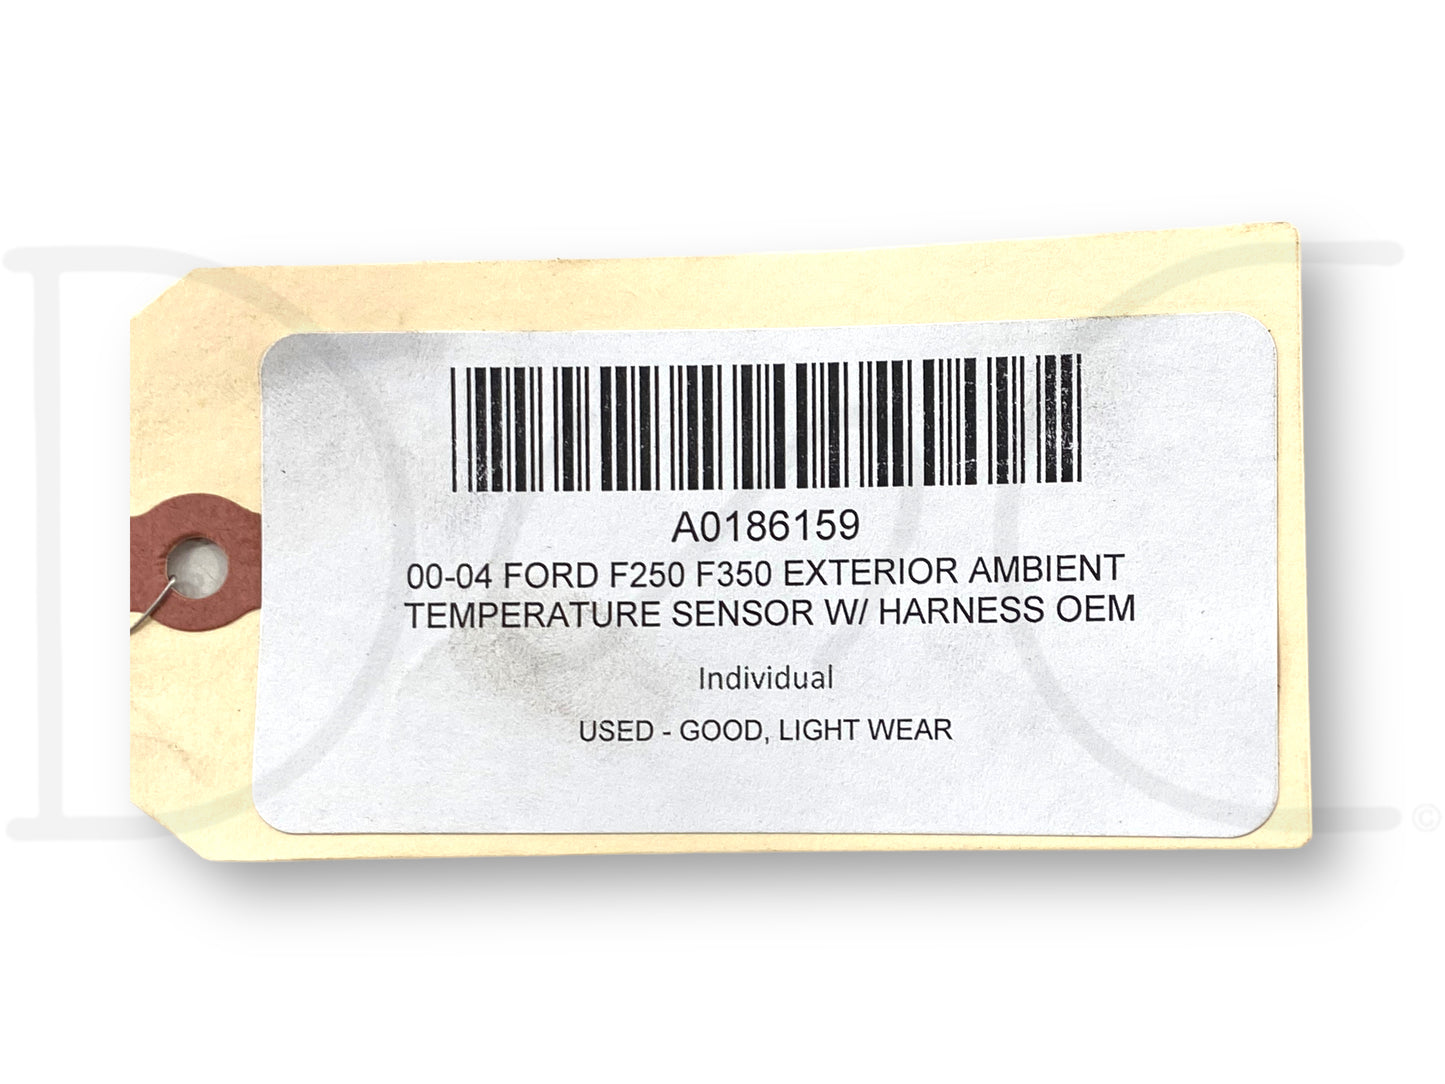 A0186159
00-04 FORD F250 F350 EXTERIOR AMBIENT
TEMPERATURE SENSOR W/ HARNESS OEM
Individual
USED - GOOD, LIGHT WEAR
©